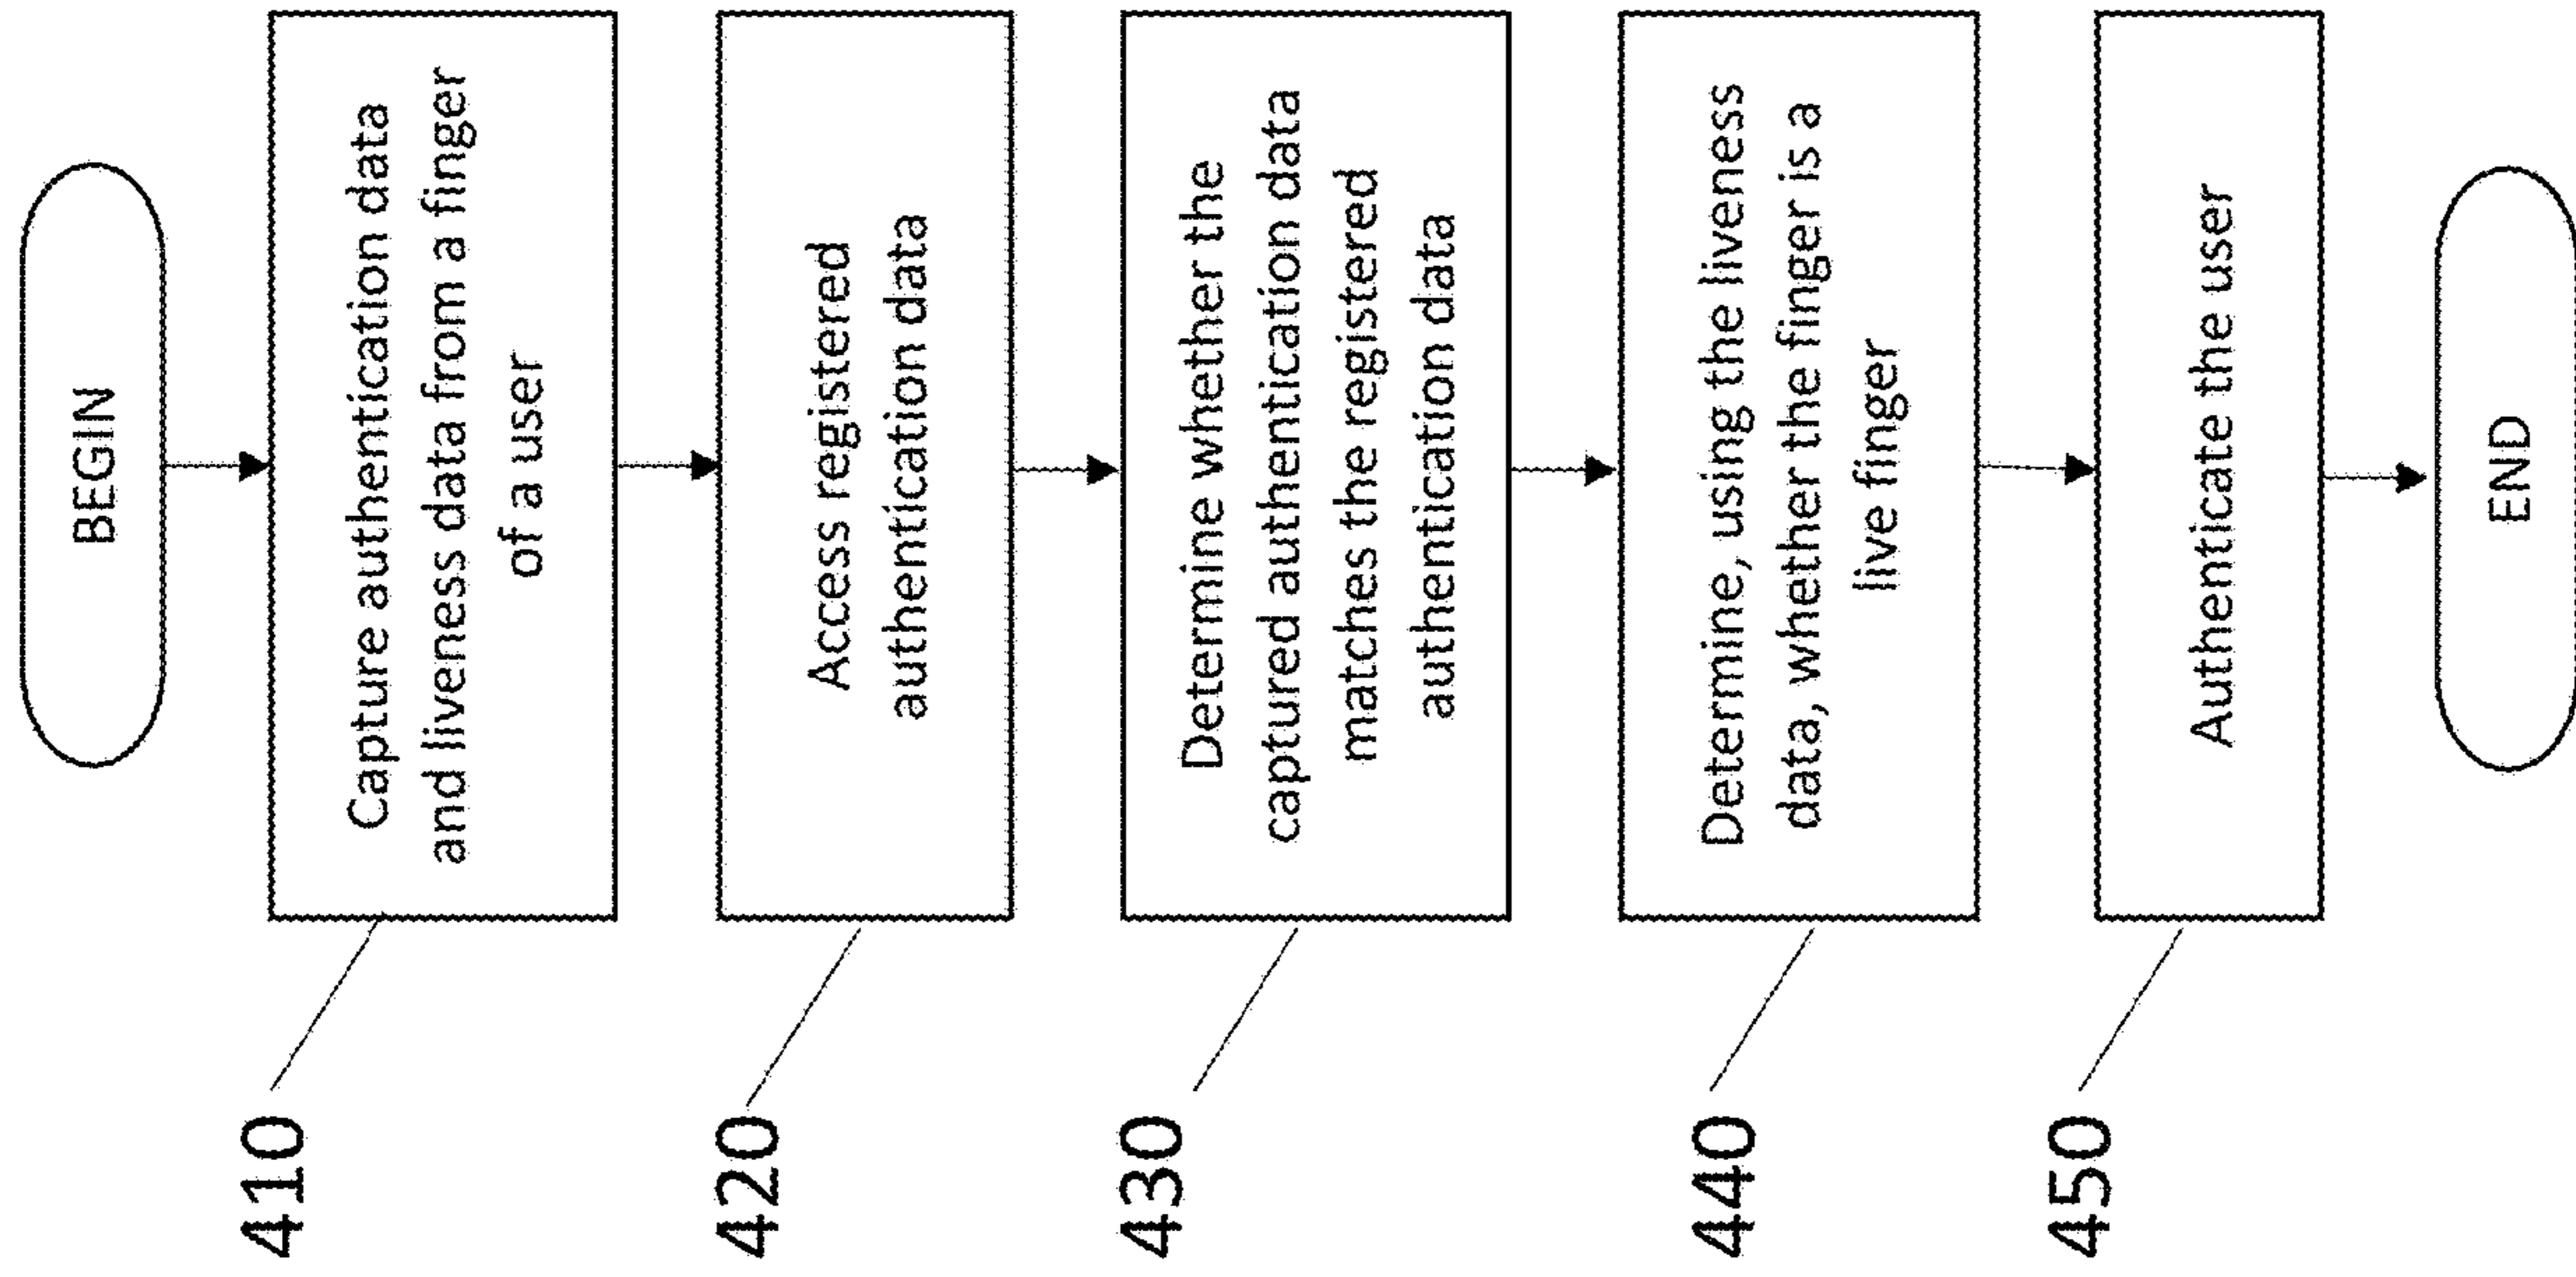 BEGIN
410
Capture authentication data
and liveness data from a finger
of a user
420
Access registered
authentication data
430
Determine whether the
captured authentication data
matches the registered
authentication data
440
Determine, using the liveness
data, whether the finger is a
live finger
450
Authenticate the user
END